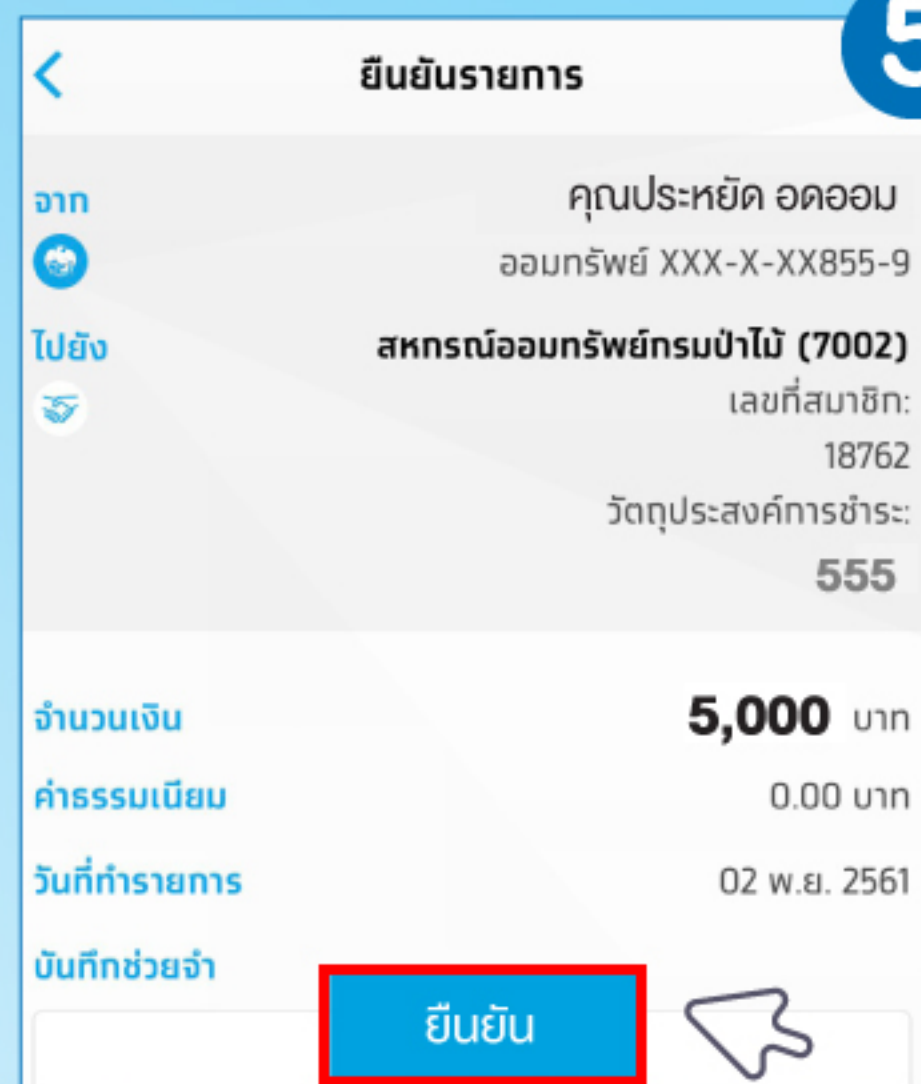 5
ยืนยันรายการ
จาก
คุณประหยัด อดออม
ออมทรัพย์ XXX-X-XX855-9
ไปยัง
สหกรณ์ออมทรัพย์กรมป่าไม้ (7002)
เลขที่สมาชิก:
18762
วัตถุประสงค์การชำระ:
555
จำนวนเงิน 5,000 บาท
ค่าธรรมเนียม 0.00 บาท
วันที่ทำรายการ 02 พ.ย. 2561
บันทึกช่วยจำ
ยืนยัน